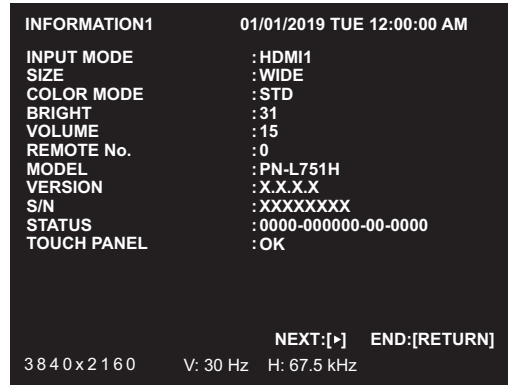 INFORMATION1 01/01/2019 TUE 12:00:00 AM
INPUT MODE :HDMI1
SIZE :WIDE
COLOR MODE :STD
BRIGHT :31
VOLUME :15
REMOTE No. :0
MODEL :PN-L751H
VERSION :X.X.X.X
S/N :XXXXXXXX
STATUS :0000-000000-00-0000
TOUCH PANEL :OK
NEXT:[▶] END:[RETURN]
3840x2160 V: 30 Hz H: 67.5 kHz